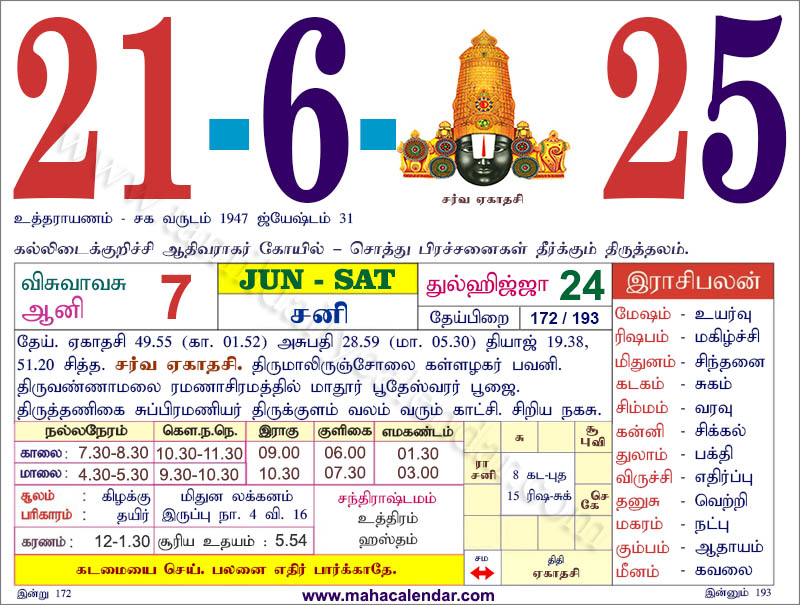 21-6-25
சர்வ ஏகாதசி
உத்தராயணம் - சக வருடம் 1947 ஜ்யேஷ்டம் 31
கல்லிடைக்குறிச்சி ஆதிவராகர் கோயில் – சொத்து பிரச்சனைகள் தீர்க்கும் திருத்தலம்.
விசுவாவசு
ஆனி 7
JUN - SAT
சனி
துல்ஹிஜ்ஜா 24
தேய்பிறை 172 / 193
தேய். ஏகாதசி 49.55 (கா. 01.52) அசுபதி 28.59 (மா. 05.30) தியாஜ் 19.38,
51.20 சித்த. சர்வ ஏகாதசி. திருமாலிருஞ்சோலை கள்ளழகர் பவனி.
திருவண்ணாமலை ரமணாசிரமத்தில் மாதூர் பூதேஸ்வரர் பூஜை.
திருத்தணிகை சுப்பிரமணியர் திருக்குளம் வலம் வரும் காட்சி. சிறிய நகசு.
நல்லநேரம் கௌ.ந.நெ. இராகு குளிகை எமகண்டம்
காலை: 7.30-8.30 10.30-11.30 09.00 06.00 01.30
மாலை: 4.30-5.30 9.30-10.30 10.30 07.30 03.00
சூலம் : கிழக்கு
பரிகாரம் : தயிர்
மிதுன லக்கனம்
இருப்பு நா. 4 வி. 16
சந்திராஷ்டமம்
உத்திரம்
ஹஸ்தம்
கரணம்: 12-1.30 சூரிய உதயம் : 5.54
கடமையை செய். பலனை எதிர் பார்க்காதே.
சு
சூ
புவி
ரா
சனி
8 கட-புத
15 ரிஷ-சுக்
செ
கே
சம
திதி
ஏகாதசி
இராசிபலன்
மேஷம் - உயர்வு
ரிஷபம் - மகிழ்ச்சி
மிதுனம் - சிந்தனை
கடகம் - சுகம்
சிம்மம் - வரவு
கன்னி - சிக்கல்
துலாம் - பக்தி
விருச்சி - எதிர்ப்பு
தனுசு - வெற்றி
மகரம் - நட்பு
கும்பம் - ஆதாயம்
மீனம் - கவலை
இன்று 172
www.mahacalendar.com
இன்னும் 193